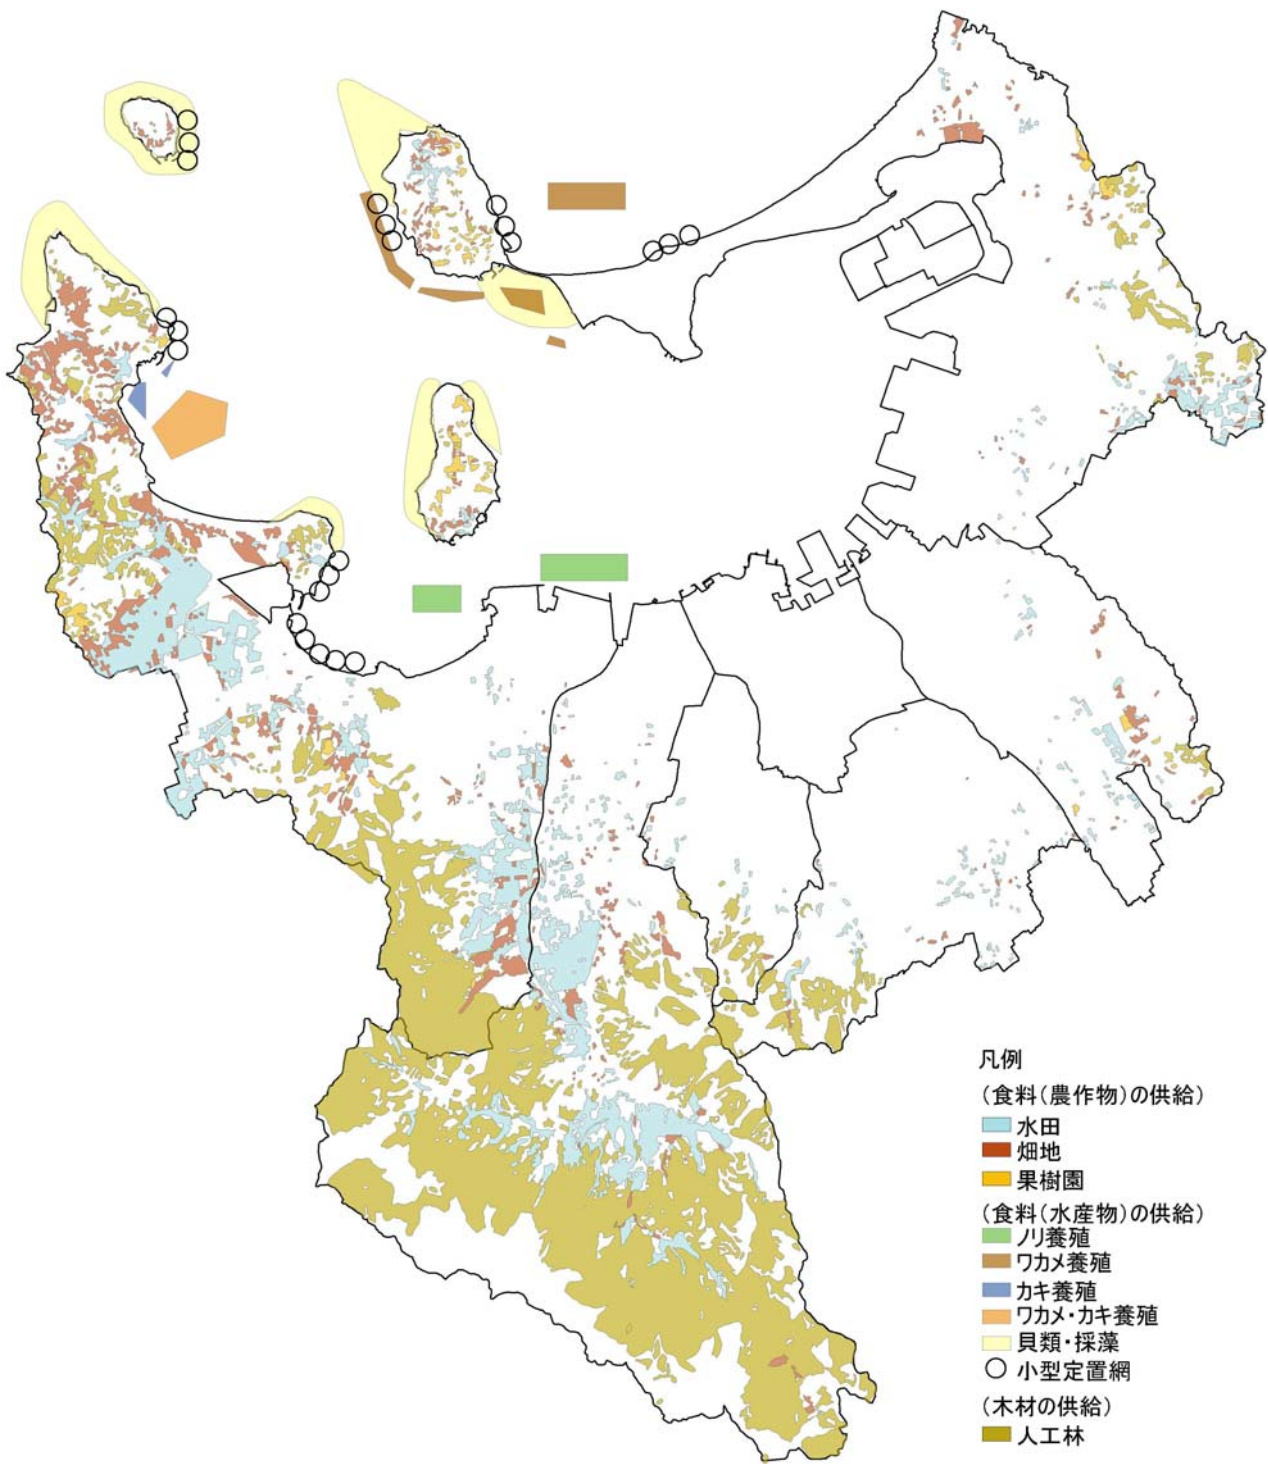 凡例
(食料(農作物)の供給)
水田
畑地
果樹園
(食料(水産物)の供給)
ノリ養殖
ワカメ養殖
カキ養殖
ワカメ・カキ養殖
貝類・採藻
小型定置網
(木材の供給)
人工林